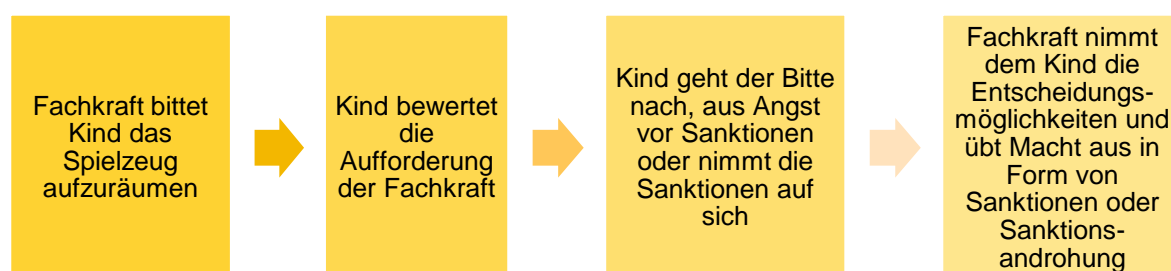 Fachkraft bittet
Kind das
Spielzeug
aufzuräumen
Kind bewertet
die
Aufforderung
der Fachkraft
Kind geht der Bitte
nach, aus Angst
vor Sanktionen
oder nimmt die
Sanktionen auf
sich
Fachkraft nimmt
dem Kind die
Entscheidungs-
möglichkeiten und
übt Macht aus in
Form von
Sanktionen oder
Sanktions-
androhung